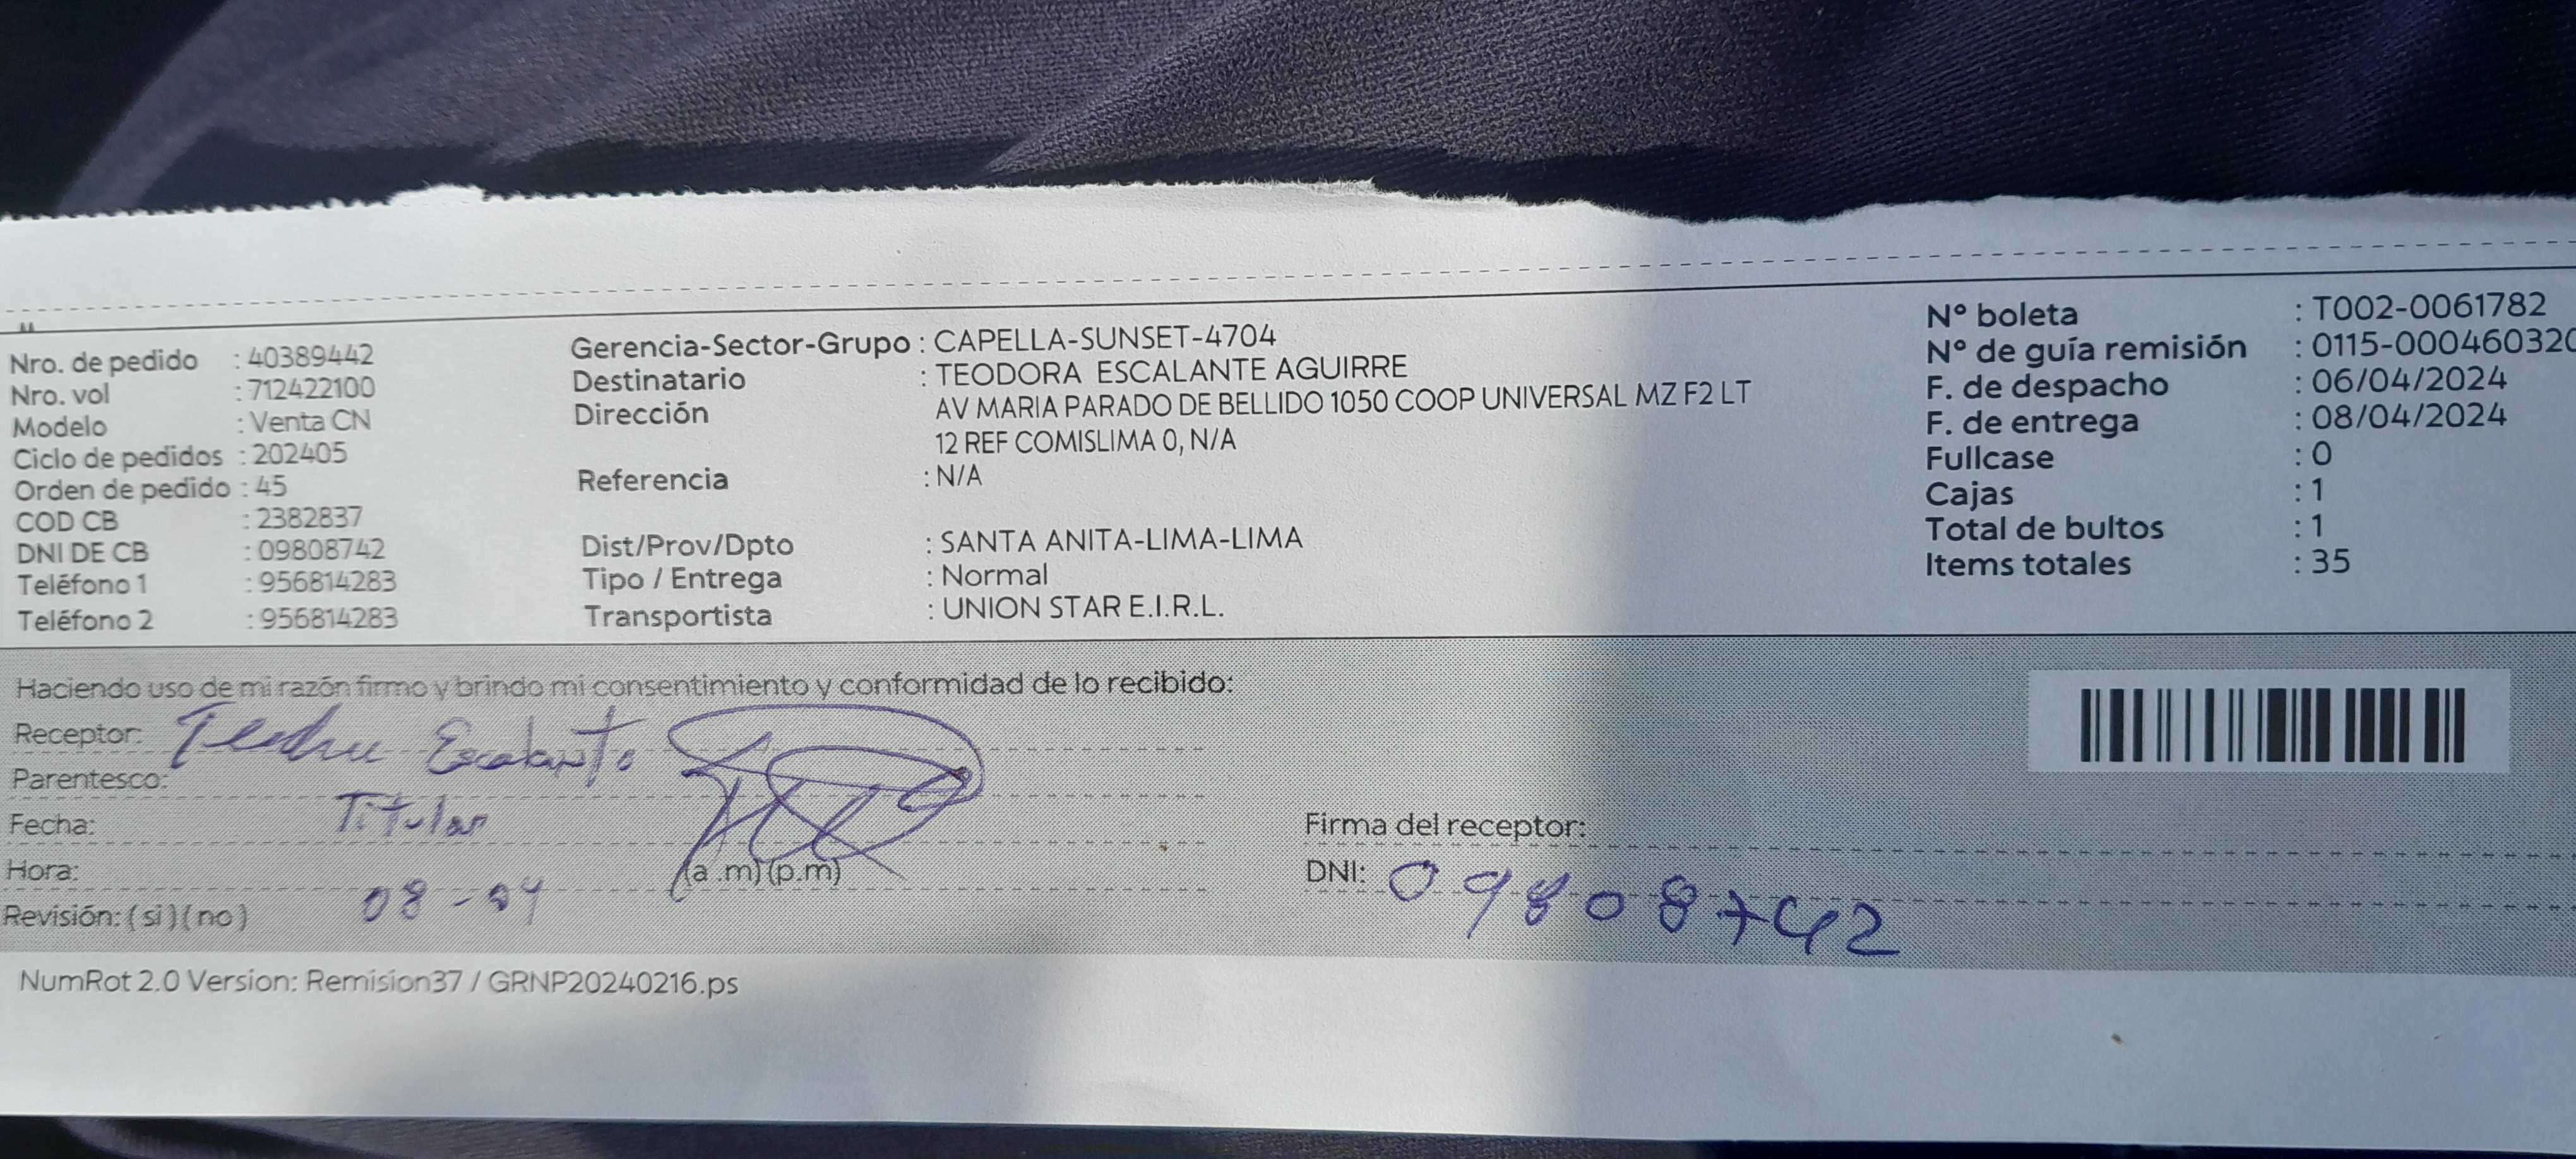 Nro. de pedido : 40389442
Nro. vol : 712422100
Modelo : Venta CN
Ciclo de pedidos : 202405
Orden de pedido : 45
COD CB : 2382837
DNI DE CB : 09808742
Teléfono 1 : 956814283
Teléfono 2 : 956814283
Gerencia-Sector-Grupo : CAPELLA-SUNSET-4704
Destinatario : TEODORA ESCALANTE AGUIRRE
Dirección AV MARIA PARADO DE BELLIDO 1050 COOP UNIVERSAL MZ F2 LT
12 REF COMISLIMA 0, N/A
Referencia : N/A
Dist/Prov/Dpto : SANTA ANITA-LIMA-LIMA
Tipo / Entrega : Normal
Transportista : UNION STAR E.I.R.L.
N° boleta : T002-0061782
N° de guía remisión : 0115-000460320
F. de despacho : 06/04/2024
F. de entrega : 08/04/2024
Fullcase : 0
Cajas : 1
Total de bultos : 1
Items totales : 35
Haciendo uso de mi razón firmo y brindo mi consentimiento y conformidad de lo recibido:
Receptor:
Parentesco:
Titular
Fecha:
Hora: (a .m) (p.m)
08-04
Revisión: ( si ) ( no )
Firma del receptor:
DNI: 09808742
NumRot 2.0 Version: Remision37 / GRNP20240216.ps